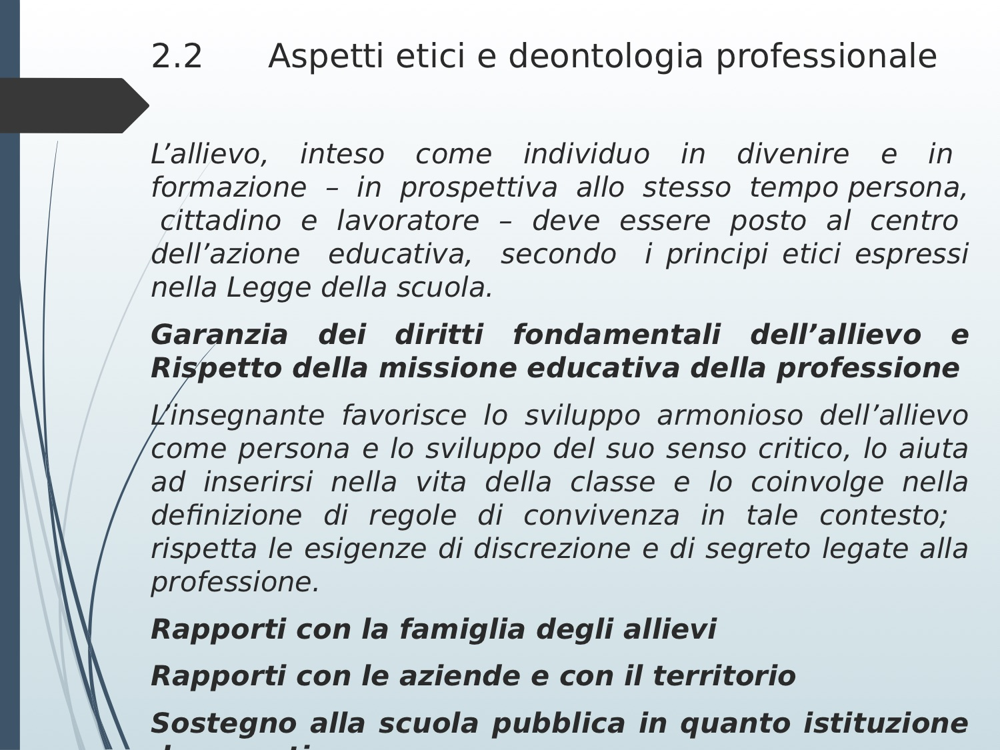 2.2 Aspetti etici e deontologia professionale
L’allievo, inteso come individuo in divenire e in
formazione – in prospettiva allo stesso tempo persona,
cittadino e lavoratore – deve essere posto al centro
dell’azione educativa, secondo i principi etici espressi
nella Legge della scuola.
Garanzia dei diritti fondamentali dell’allievo e
Rispetto della missione educativa della professione
L’insegnante favorisce lo sviluppo armonioso dell’allievo
come persona e lo sviluppo del suo senso critico, lo aiuta
ad inserirsi nella vita della classe e lo coinvolge nella
definizione di regole di convivenza in tale contesto;
rispetta le esigenze di discrezione e di segreto legate alla
professione.
Rapporti con la famiglia degli allievi
Rapporti con le aziende e con il territorio
Sostegno alla scuola pubblica in quanto istituzione